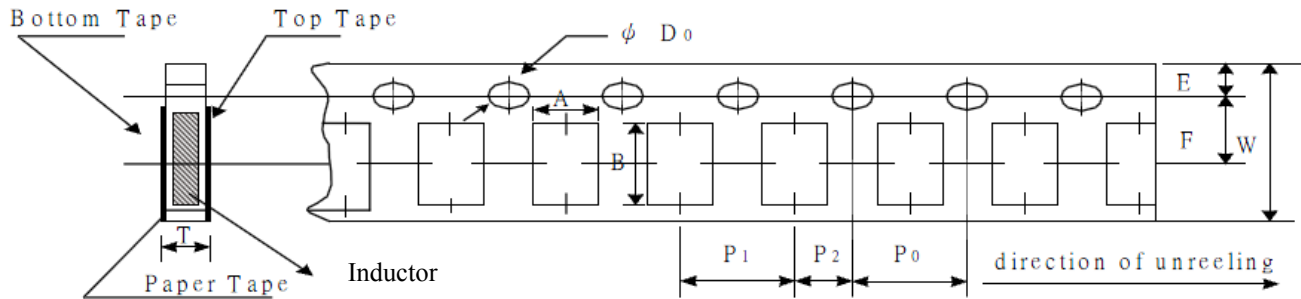 Bottom Tape
Top Tape
ϕ D₀
A
E
B
F
W
T
P₁
P₂
P₀
Inductor
direction of unreeling
Paper Tape